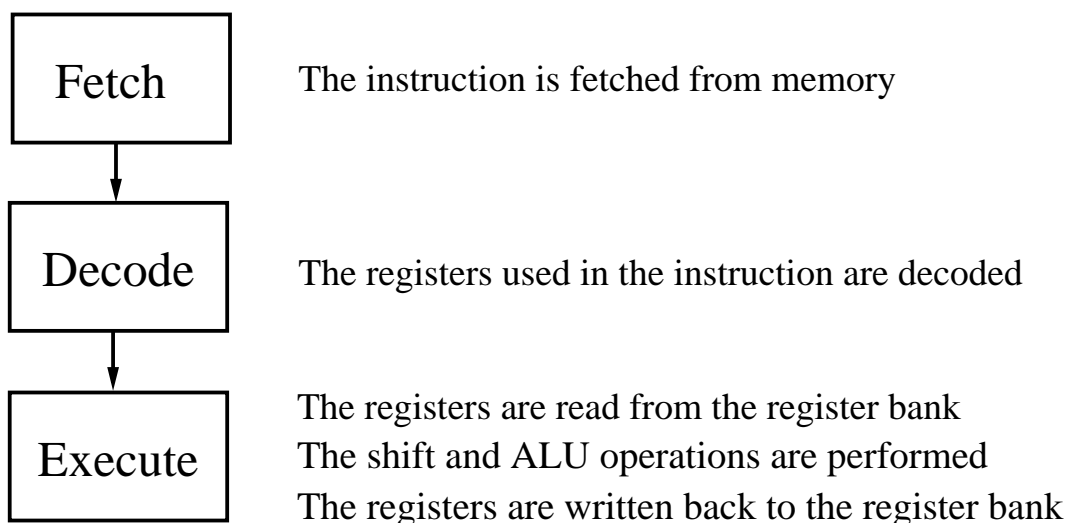 Fetch
The instruction is fetched from memory
Decode
The registers used in the instruction are decoded
Execute
The registers are read from the register bank
The shift and ALU operations are performed
The registers are written back to the register bank